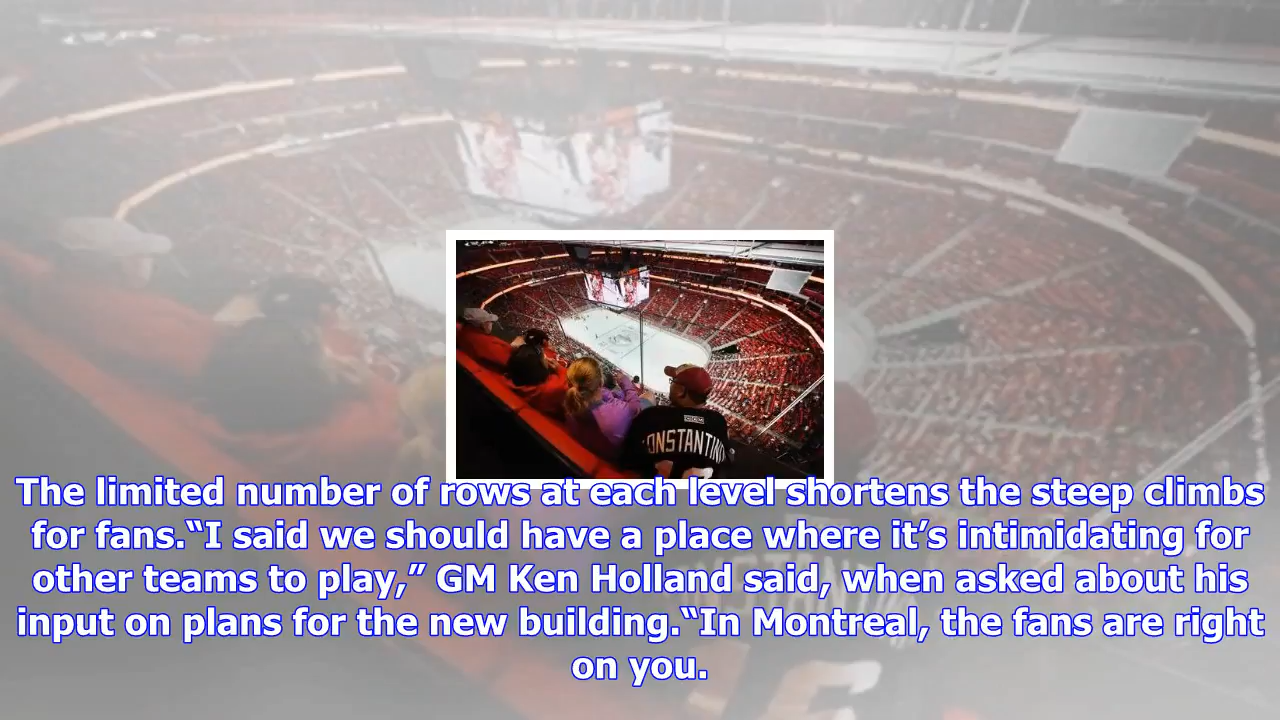 CCM
ONSTANTIN
The limited number of rows at each level shortens the steep climbs
for fans.“I said we should have a place where it’s intimidating for
other teams to play,” GM Ken Holland said, when asked about his
input on plans for the new building.“In Montreal, the fans are right
on you.